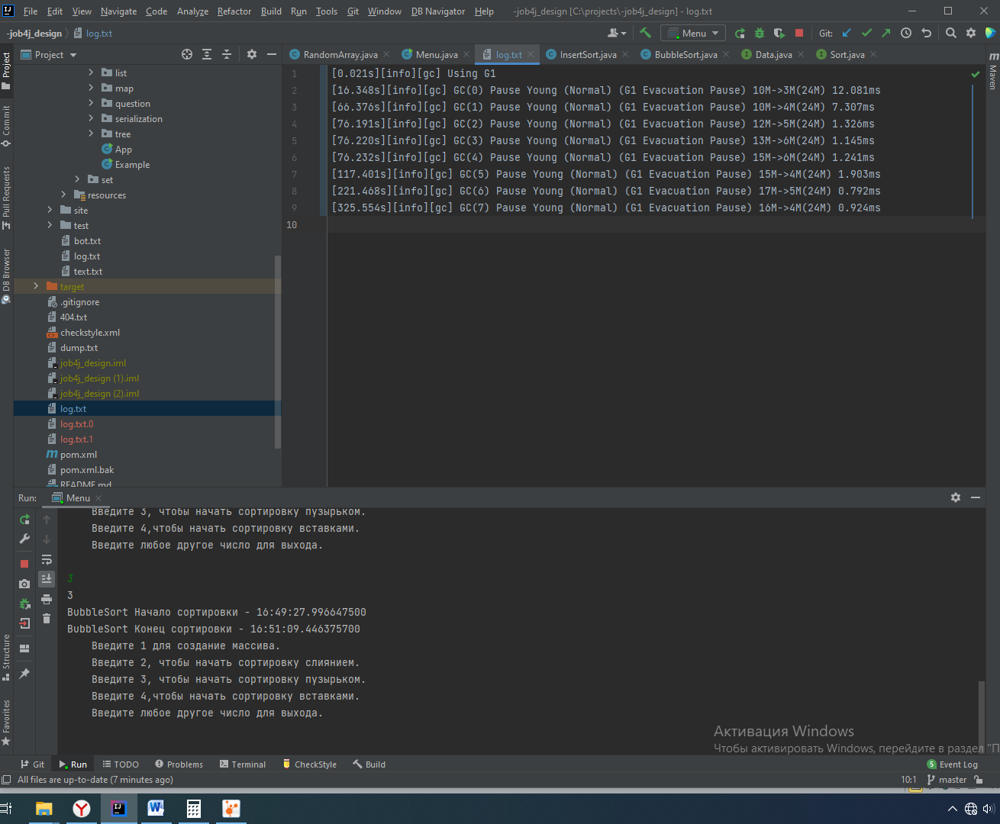 File Edit View Navigate Code Analyze Refactor Build Run Tools Git Window DB Navigator Help -job4j_design [C:\projects\-job4j_design] - log.txt
-job4j_design log.txt Menu Git:
Project RandomArray.java Menu.java log.txt InsertSort.java BubbleSort.java Data.java Sort.java
Project
Commit
Pull Requests
DB Browser
Structure
Favorites
Maven
list
map
question
serialization
tree
App
Example
set
resources
site
test
bot.txt
log.txt
text.txt
target
.gitignore
404.txt
checkstyle.xml
dump.txt
job4j_design.iml
job4j_design (1).iml
job4j_design (2).iml
log.txt
log.txt.0
log.txt.1
pom.xml
pom.xml.bak
README.md
1 [0.021s][info][gc] Using G1
2 [16.348s][info][gc] GC(0) Pause Young (Normal) (G1 Evacuation Pause) 10M->3M(24M) 12.081ms
3 [66.376s][info][gc] GC(1) Pause Young (Normal) (G1 Evacuation Pause) 10M->4M(24M) 7.307ms
4 [76.191s][info][gc] GC(2) Pause Young (Normal) (G1 Evacuation Pause) 12M->5M(24M) 1.326ms
5 [76.220s][info][gc] GC(3) Pause Young (Normal) (G1 Evacuation Pause) 13M->6M(24M) 1.145ms
6 [76.232s][info][gc] GC(4) Pause Young (Normal) (G1 Evacuation Pause) 15M->6M(24M) 1.241ms
7 [117.401s][info][gc] GC(5) Pause Young (Normal) (G1 Evacuation Pause) 15M->4M(24M) 1.903ms
8 [221.468s][info][gc] GC(6) Pause Young (Normal) (G1 Evacuation Pause) 17M->5M(24M) 0.792ms
9 [325.554s][info][gc] GC(7) Pause Young (Normal) (G1 Evacuation Pause) 16M->4M(24M) 0.924ms
10
Run: Menu
Введите 3, чтобы начать сортировку пузырьком.
Введите 4,чтобы начать сортировку вставками.
Введите любое другое число для выхода.
3
3
BubbleSort Начало сортировки - 16:49:27.996647500
BubbleSort Конец сортировки - 16:51:09.446375700
Введите 1 для создание массива.
Введите 2, чтобы начать сортировку слиянием.
Введите 3, чтобы начать сортировку пузырьком.
Введите 4,чтобы начать сортировку вставками.
Введите любое другое число для выхода.
Активация Windows
Чтобы активировать Windows, перейдите в раздел "П
Git Run TODO Problems Terminal CheckStyle Build 5 Event Log
All files are up-to-date (7 minutes ago) 10:1 master